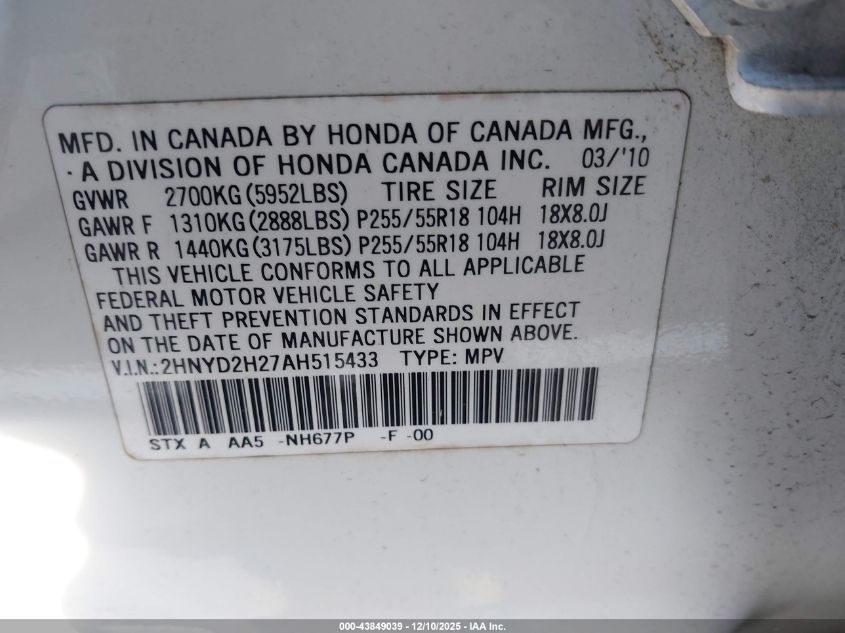 MFD. IN CANADA BY HONDA OF CANADA MFG.,
A DIVISION OF HONDA CANADA INC. 03/'10
GVWR 2700KG (5952LBS) TIRE SIZE RIM SIZE
GAWR F 1310KG (2888LBS) P255/55R18 104H 18X8.0J
GAWR R 1440KG (3175LBS) P255/55R18 104H 18X8.0J
THIS VEHICLE CONFORMS TO ALL APPLICABLE
FEDERAL MOTOR VEHICLE SAFETY
AND THEFT PREVENTION STANDARDS IN EFFECT
ON THE DATE OF MANUFACTURE SHOWN ABOVE.
V.I.N.:2HNYD2H27AH515433 TYPE: MPV
STX A AA5 -NH677P -F -00
000-43849039 - 12/10/2025 - IAA Inc.